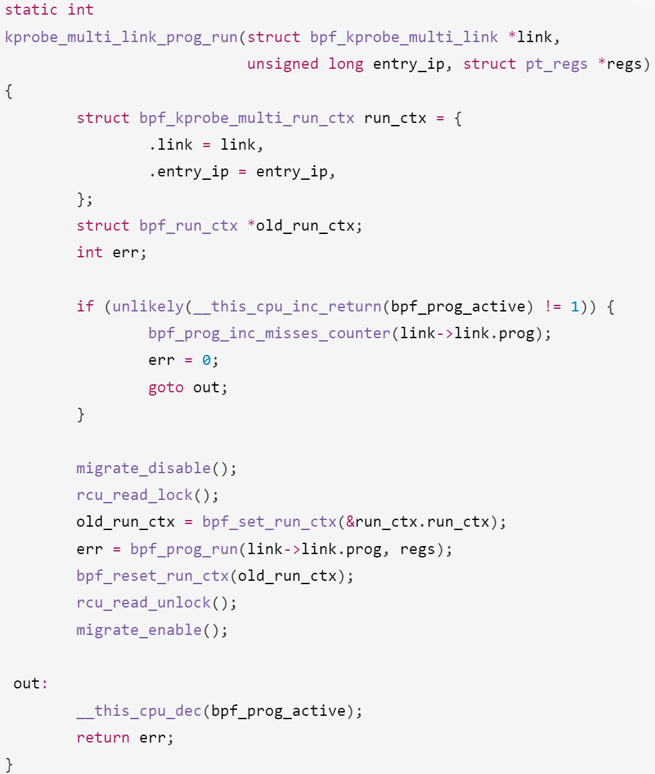 static int
kprobe_multi_link_prog_run(struct bpf_kprobe_multi_link *link,
                           unsigned long entry_ip, struct pt_regs *regs)
{
        struct bpf_kprobe_multi_run_ctx run_ctx = {
                .link = link,
                .entry_ip = entry_ip,
        };
        struct bpf_run_ctx *old_run_ctx;
        int err;

        if (unlikely(__this_cpu_inc_return(bpf_prog_active) != 1)) {
                bpf_prog_inc_misses_counter(link->link.prog);
                err = 0;
                goto out;
        }

        migrate_disable();
        rcu_read_lock();
        old_run_ctx = bpf_set_run_ctx(&run_ctx.run_ctx);
        err = bpf_prog_run(link->link.prog, regs);
        bpf_reset_run_ctx(old_run_ctx);
        rcu_read_unlock();
        migrate_enable();

 out:
        __this_cpu_dec(bpf_prog_active);
        return err;
}